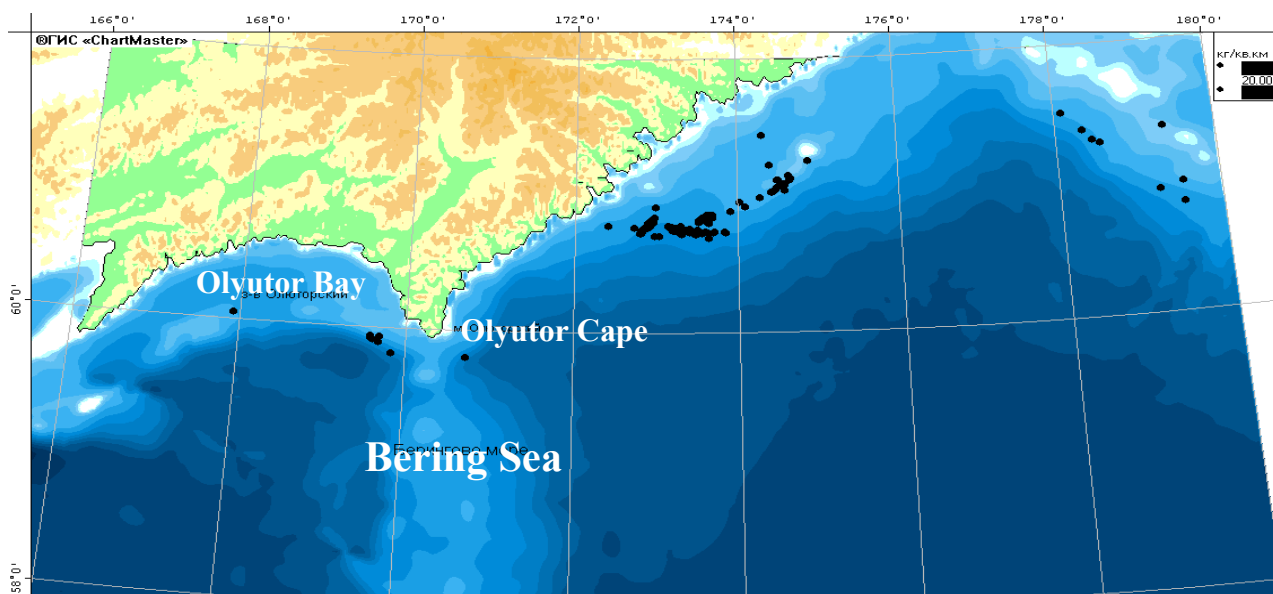 166°0' 168°0' 170°0' 172°0' 174°0' 176°0' 178°0' 180°0'
®ГИС «ChartMaster»
кг/кв.км
20.00
Olyutor Bay
з-в Олюторский
60°0'
Olyutor Cape
Берингово море
Bering Sea
58°0'